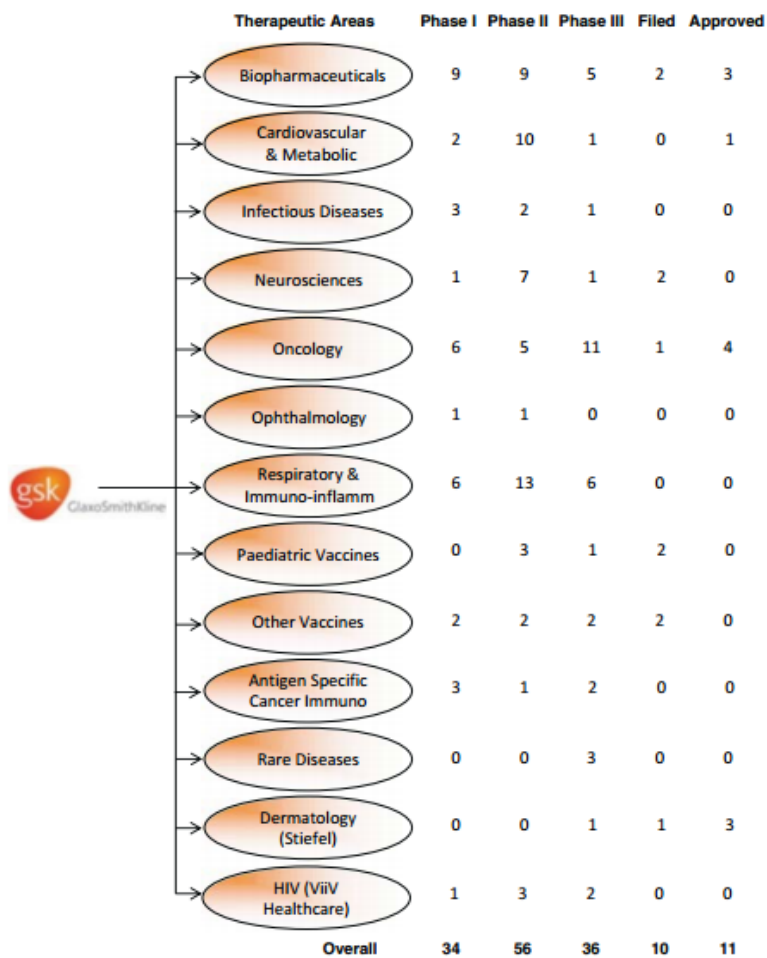 Therapeutic Areas Phase I Phase II Phase III Filed Approved
Biopharmaceuticals 9 9 5 2 3
Cardiovascular
& Metabolic 2 10 1 0 1
Infectious Diseases 3 2 1 0 0
Neurosciences 1 7 1 2 0
Oncology 6 5 11 1 4
Ophthalmology 1 1 0 0 0
gsk
GlaxoSmithKline
Respiratory &
Immuno-inflamm 6 13 6 0 0
Paediatric Vaccines 0 3 1 2 0
Other Vaccines 2 2 2 2 0
Antigen Specific
Cancer Immuno 3 1 2 0 0
Rare Diseases 0 0 3 0 0
Dermatology
(Stiefel) 0 0 1 1 3
HIV (ViiV
Healthcare) 1 3 2 0 0
Overall 34 56 36 10 11